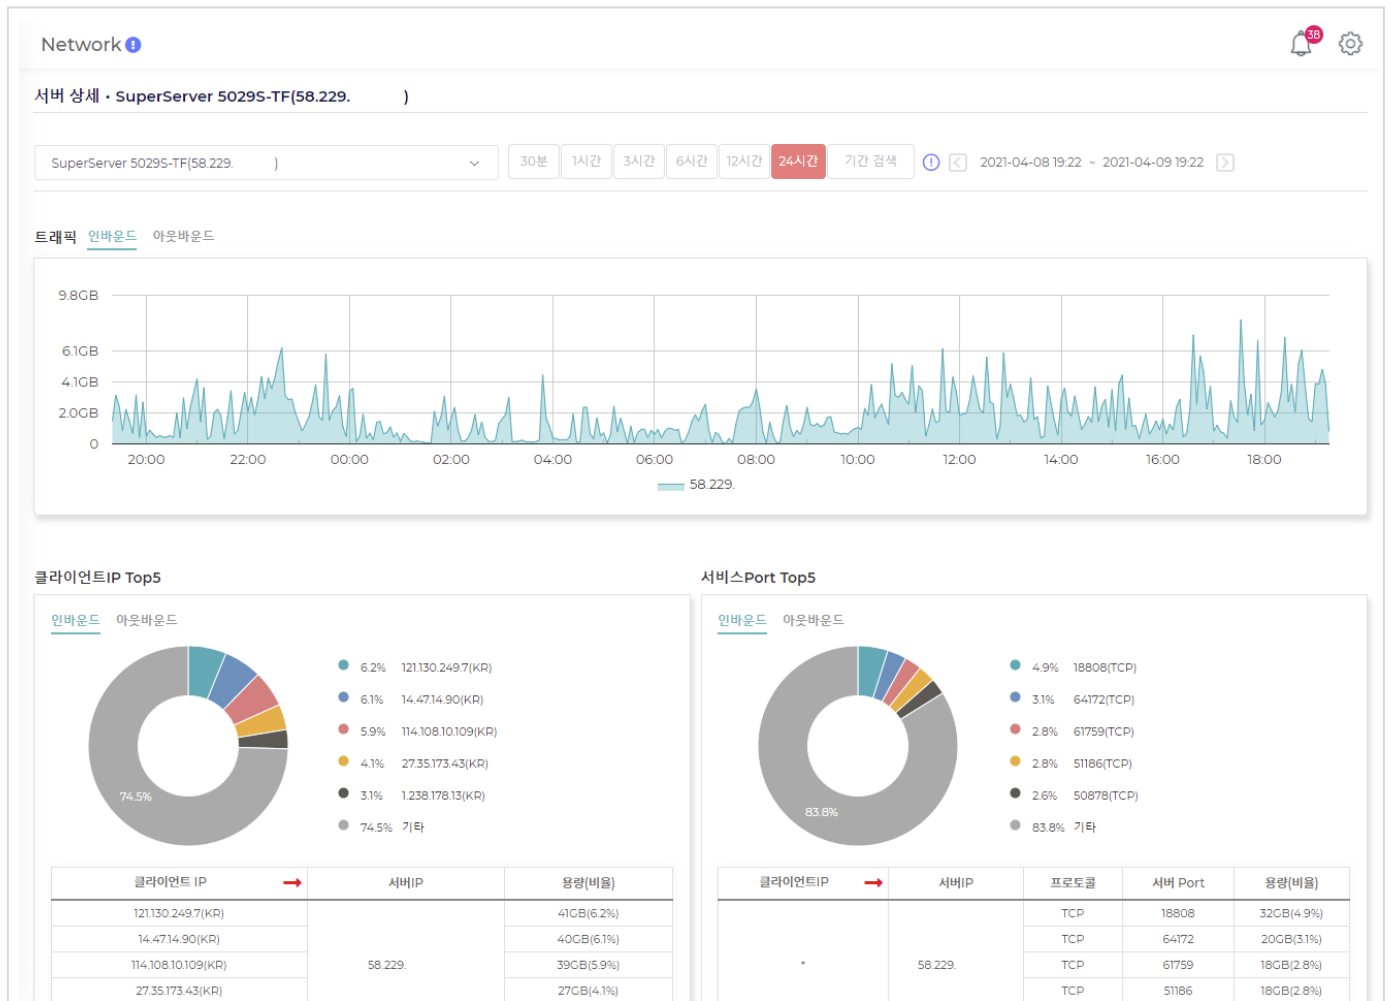 Network
38
서버 상세 • SuperServer 5029S-TF(58.229. )
SuperServer 5029S-TF(58.229. )
30분 1시간 3시간 6시간 12시간 24시간 기간 검색 2021-04-08 19:22 ~ 2021-04-09 19:22
트래픽 인바운드 아웃바운드
9.8GB
6.1GB
4.1GB
2.0GB
0
20:00 22:00 00:00 02:00 04:00 06:00 08:00 10:00 12:00 14:00 16:00 18:00
58.229.
클라이언트IP Top5
인바운드 아웃바운드
74.5%
6.2% 121.130.249.7(KR)
6.1% 14.47.14.90(KR)
5.9% 114.108.10.109(KR)
4.1% 27.35.173.43(KR)
3.1% 1.238.178.13(KR)
74.5% 기타
클라이언트 IP → 서버IP 용량(비율)
121.130.249.7(KR) 41GB(6.2%)
14.47.14.90(KR) 40GB(6.1%)
114.108.10.109(KR) 58.229. 39GB(5.9%)
27.35.173.43(KR) 27GB(4.1%)
서비스Port Top5
인바운드 아웃바운드
83.8%
4.9% 18808(TCP)
3.1% 64172(TCP)
2.8% 61759(TCP)
2.8% 51186(TCP)
2.6% 50878(TCP)
83.8% 기타
클라이언트IP → 서버IP 프로토콜 서버 Port 용량(비율)
TCP 18808 32GB(4.9%)
TCP 64172 20GB(3.1%)
* 58.229. TCP 61759 18GB(2.8%)
TCP 51186 18GB(2.8%)